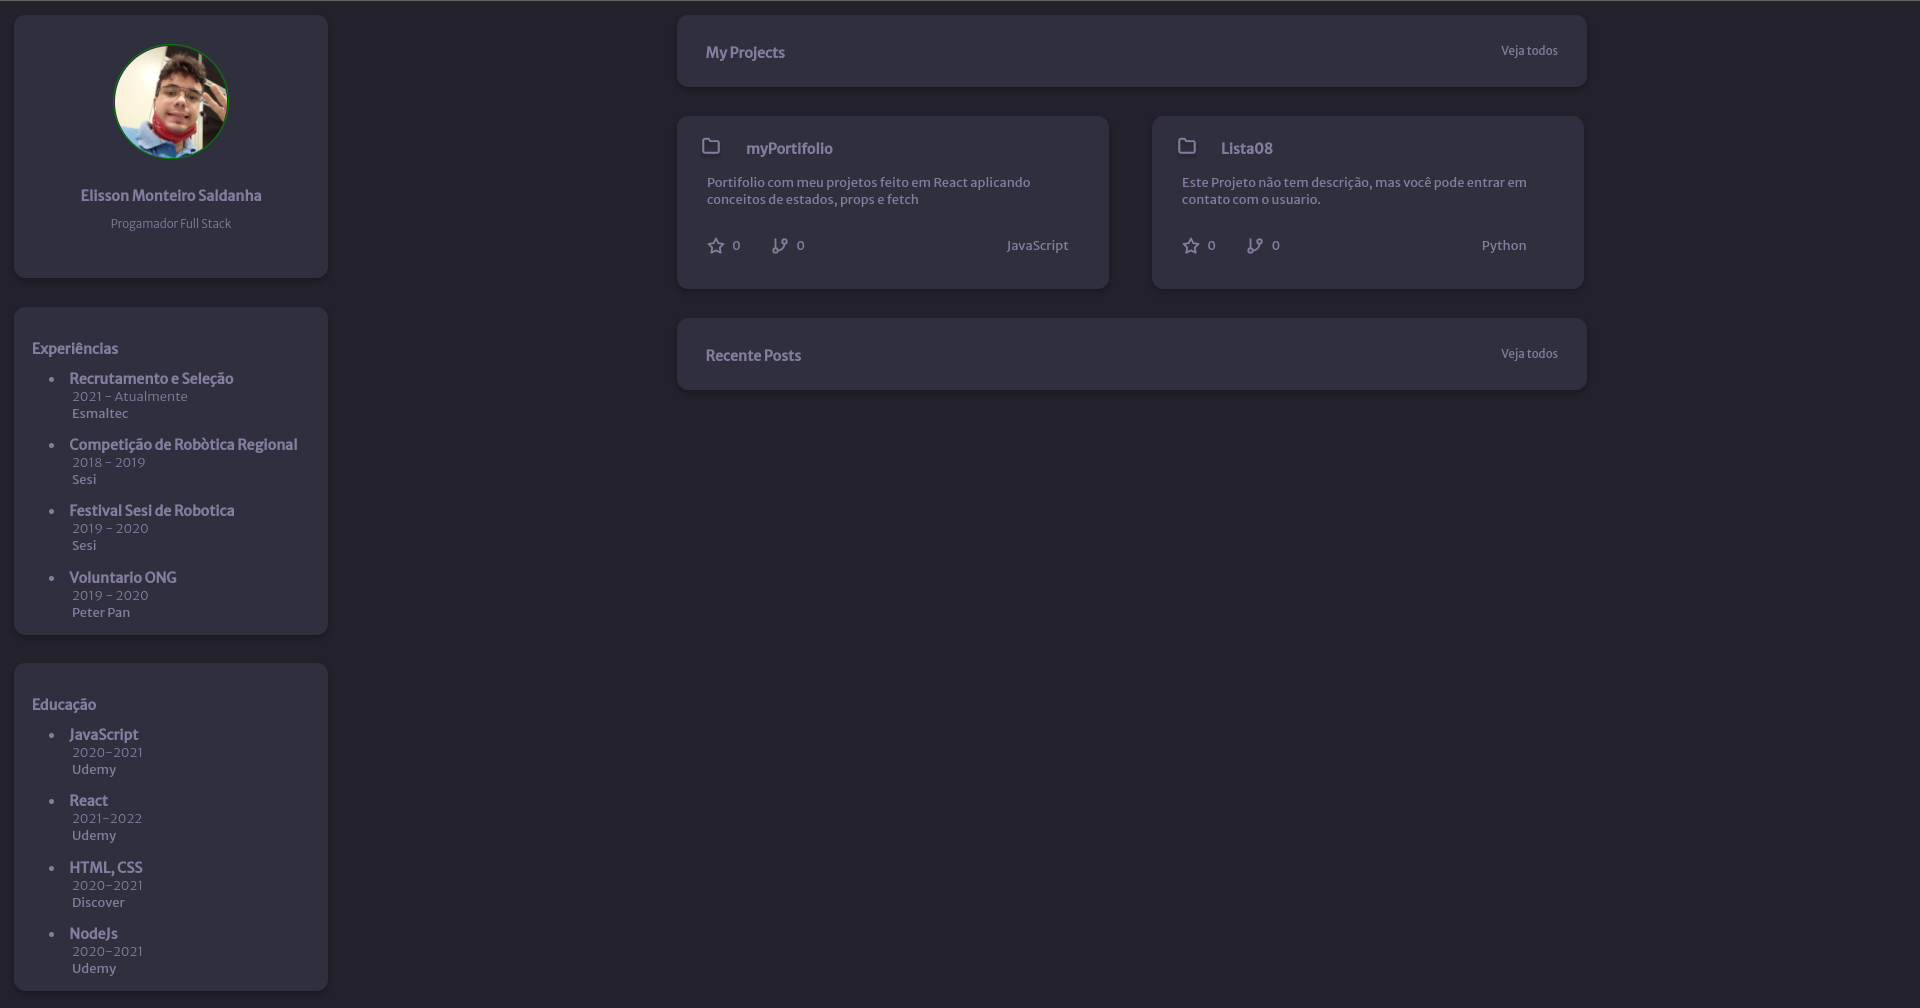 Elisson Monteiro Saldanha
Progamador Full Stack
Experiências
Recrutamento e Seleção
2021 - Atualmente
Esmaltec
Competição de Robòtica Regional
2018 - 2019
Sesi
Festival Sesi de Robotica
2019 - 2020
Sesi
Voluntario ONG
2019 - 2020
Peter Pan
Educação
JavaScript
2020-2021
Udemy
React
2021-2022
Udemy
HTML, CSS
2020-2021
Discover
NodeJs
2020-2021
Udemy
My Projects
Veja todos
myPortifolio
Portifolio com meu projetos feito em React aplicando
conceitos de estados, props e fetch
0 0 JavaScript
Lista08
Este Projeto não tem descrição, mas você pode entrar em
contato com o usuario.
0 0 Python
Recente Posts
Veja todos